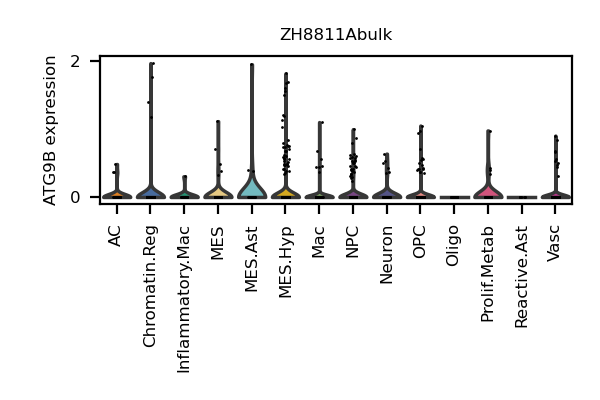 ZH8811Abulk
ATG9B expression
2
0
AC
Chromatin.Reg
Inflammatory.Mac
MES
MES.Ast
MES.Hyp
Mac
NPC
Neuron
OPC
Oligo
Prolif.Metab
Reactive.Ast
Vasc